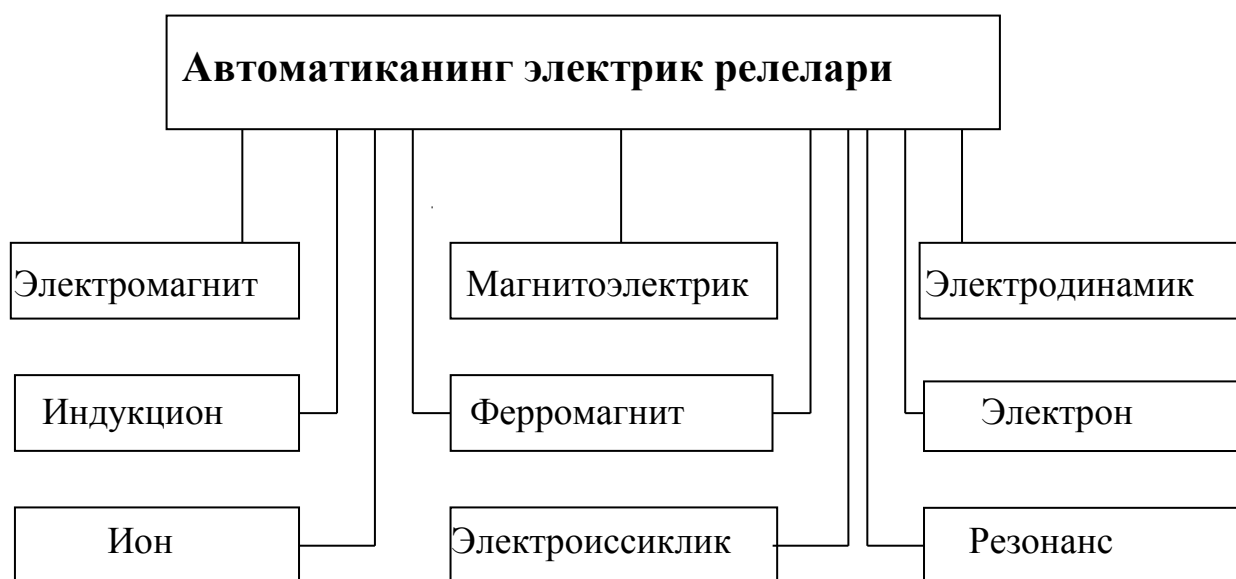 Автоматиканинг электрик релелари
Электромагнит
Магнитоэлектрик
Электродинамик
Индукцион
Ферромагнит
Электрон
Ион
Электроиссиклик
Резонанс